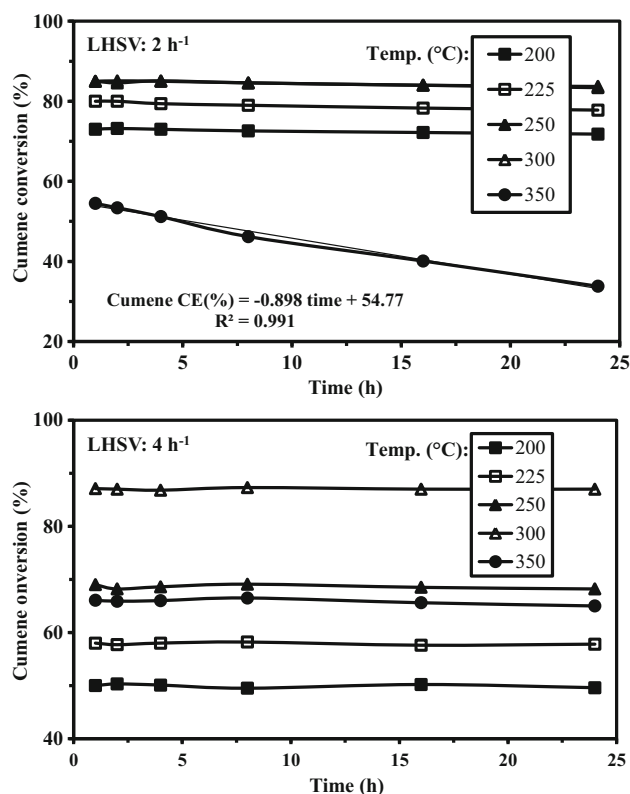 100
LHSV: 2 h-1
Temp. (°C):
200
225
250
300
350
80
60
40
20
Cumene conversion (%)
Cumene CE(%) = -0.898 time + 54.77
R² = 0.991
0 5 10 15 20 25
Time (h)
100
LHSV: 4 h-1
Temp. (°C):
200
225
250
300
350
80
60
40
Cumene onversion (%)
0 5 10 15 20 25
Time (h)